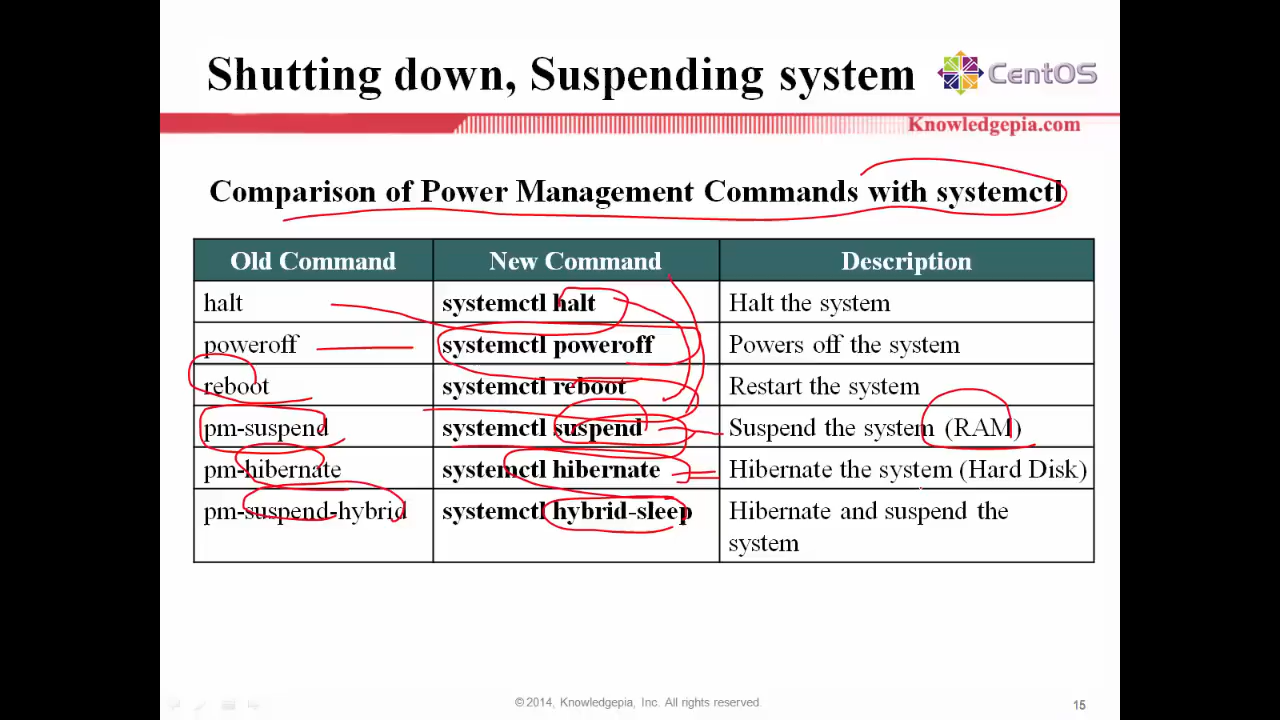 Shutting down, Suspending system
CentOS
Knowledgepia.com
Comparison of Power Management Commands with systemctl
Old Command New Command Description
halt systemctl halt Halt the system
poweroff systemctl poweroff Powers off the system
reboot systemctl reboot Restart the system
pm-suspend systemctl suspend Suspend the system (RAM)
pm-hibernate systemctl hibernate Hibernate the system (Hard Disk)
pm-suspend-hybrid systemctl hybrid-sleep Hibernate and suspend the
system
© 2014, Knowledgepia, Inc. All rights reserved.
15